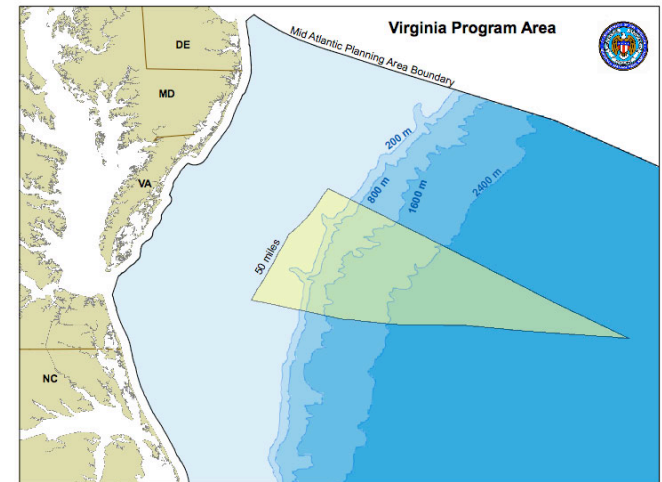 Virginia Program Area
Mid Atlantic Planning Area Boundary
DE
MD
VA
NC
200 m
800 m
1600 m
2400 m
50 miles